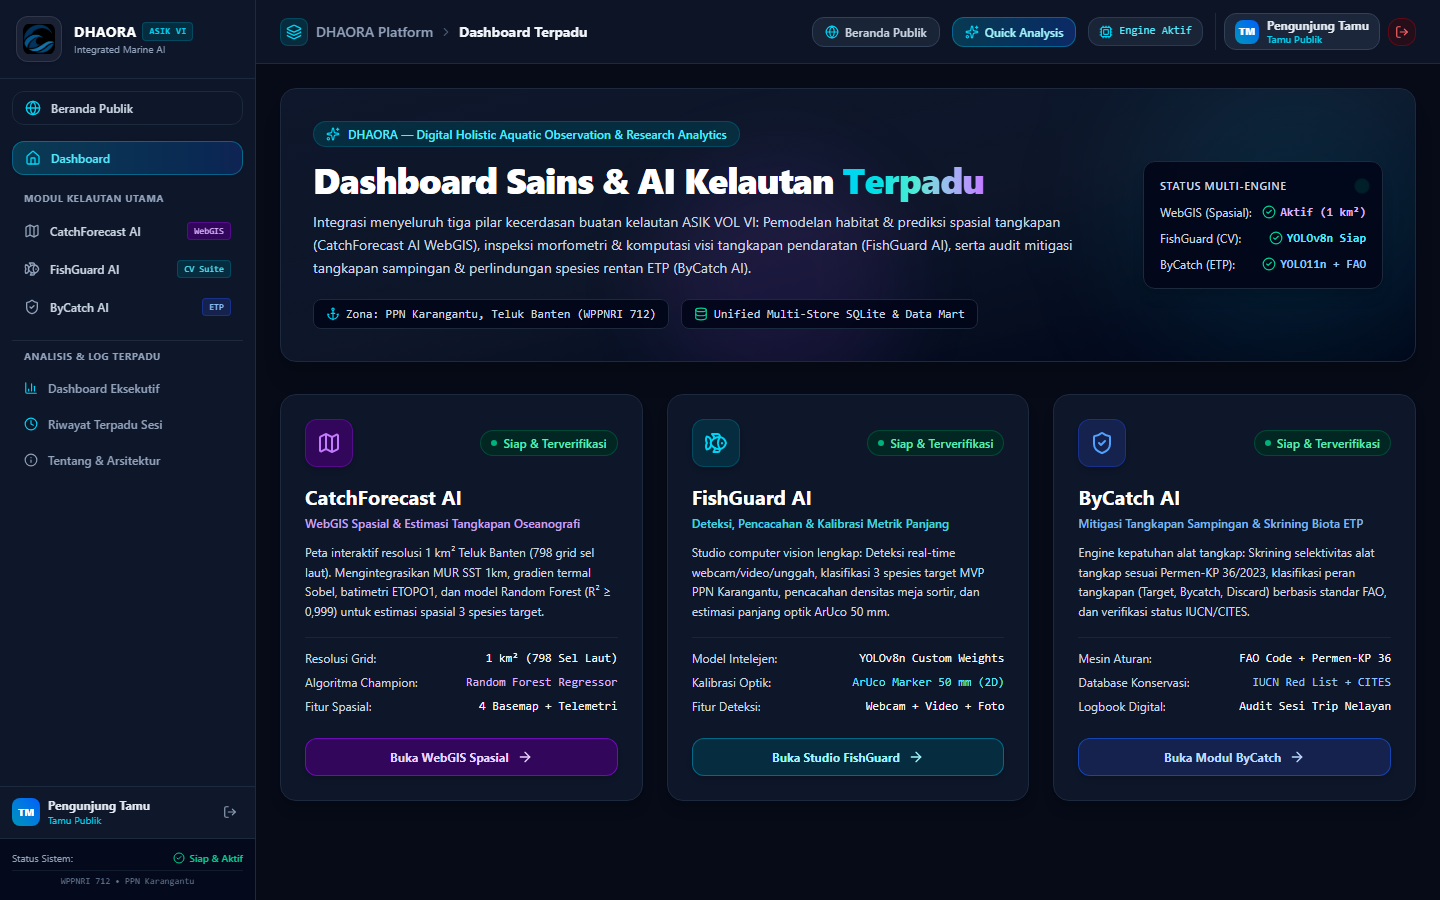 DHAORA ASIK VI
Integrated Marine AI
Beranda Publik
Dashboard
MODUL KELAUTAN UTAMA
CatchForecast AI WebGIS
FishGuard AI CV Suite
ByCatch AI ETP
ANALISIS & LOG TERPADU
Dashboard Eksekutif
Riwayat Terpadu Sesi
Tentang & Arsitektur
TM Pengunjung Tamu
Tamu Publik
Status Sistem: Siap & Aktif
WPPNRI 712 • PPN Karangantu
DHAORA Platform > Dashboard Terpadu
Beranda Publik
Quick Analysis
Engine Aktif
TM Pengunjung Tamu
Tamu Publik
DHAORA — Digital Holistic Aquatic Observation & Research Analytics
Dashboard Sains & AI Kelautan Terpadu
Integrasi menyeluruh tiga pilar kecerdasan buatan kelautan ASIK VOL VI: Pemodelan habitat & prediksi spasial tangkapan
(CatchForecast AI WebGIS), inspeksi morfometri & komputasi visi tangkapan pendaratan (FishGuard AI), serta audit mitigasi
tangkapan sampingan & perlindungan spesies rentan ETP (ByCatch AI).
Zona: PPN Karangantu, Teluk Banten (WPPNRI 712)
Unified Multi-Store SQLite & Data Mart
STATUS MULTI-ENGINE
WebGIS (Spasial): Aktif (1 km²)
FishGuard (CV): YOLOv8n Siap
ByCatch (ETP): YOLO11n + FAO
Siap & Terverifikasi
CatchForecast AI
WebGIS Spasial & Estimasi Tangkapan Oseanografi
Peta interaktif resolusi 1 km² Teluk Banten (798 grid sel
laut). Mengintegrasikan MUR SST 1km, gradien termal
Sobel, batimetri ETOPO1, dan model Random Forest (R² ≥
0,999) untuk estimasi spasial 3 spesies target.
Resolusi Grid: 1 km² (798 Sel Laut)
Algoritma Champion: Random Forest Regressor
Fitur Spasial: 4 Basemap + Telemetri
Buka WebGIS Spasial →
Siap & Terverifikasi
FishGuard AI
Deteksi, Pencacahan & Kalibrasi Metrik Panjang
Studio computer vision lengkap: Deteksi real-time
webcam/video/unggah, klasifikasi 3 spesies target MVP
PPN Karangantu, pencacahan densitas meja sortir, dan
estimasi panjang optik ArUco 50 mm.
Model Intelejen: YOLOv8n Custom Weights
Kalibrasi Optik: ArUco Marker 50 mm (2D)
Fitur Deteksi: Webcam + Video + Foto
Buka Studio FishGuard →
Siap & Terverifikasi
ByCatch AI
Mitigasi Tangkapan Sampingan & Skrining Biota ETP
Engine kepatuhan alat tangkap: Skrining selektivitas alat
tangkap sesuai Permen-KP 36/2023, klasifikasi peran
tangkapan (Target, Bycatch, Discard) berbasis standar FAO,
dan verifikasi status IUCN/CITES.
Mesin Aturan: FAO Code + Permen-KP 36
Database Konservasi: IUCN Red List + CITES
Logbook Digital: Audit Sesi Trip Nelayan
Buka Modul ByCatch →